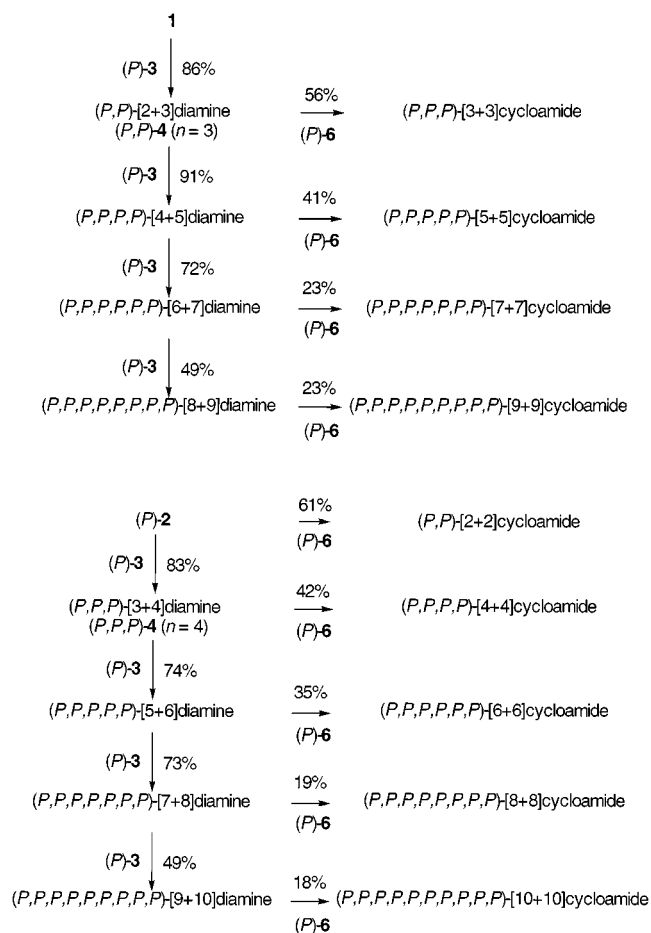 1
(P)-3 86%
(P,P)-[2+3]diamine 56% (P,P,P)-[3+3]cycloamide
(P,P)-4 (n = 3) (P)-6
(P)-3 91%
(P,P,P,P)-[4+5]diamine 41% (P,P,P,P,P)-[5+5]cycloamide
(P)-6
(P)-3 72%
(P,P,P,P,P,P)-[6+7]diamine 23% (P,P,P,P,P,P,P)-[7+7]cycloamide
(P)-6
(P)-3 49%
(P,P,P,P,P,P,P,P)-[8+9]diamine 23% (P,P,P,P,P,P,P,P,P)-[9+9]cycloamide
(P)-6
(P)-2 61% (P,P)-[2+2]cycloamide
(P)-6
(P)-3 83%
(P,P,P)-[3+4]diamine 42% (P,P,P,P)-[4+4]cycloamide
(P,P,P)-4 (n = 4) (P)-6
(P)-3 74%
(P,P,P,P,P)-[5+6]diamine 35% (P,P,P,P,P,P)-[6+6]cycloamide
(P)-6
(P)-3 73%
(P,P,P,P,P,P,P)-[7+8]diamine 19% (P,P,P,P,P,P,P,P)-[8+8]cycloamide
(P)-6
(P)-3 49%
(P,P,P,P,P,P,P,P,P)-[9+10]diamine 18% (P,P,P,P,P,P,P,P,P,P)-[10+10]cycloamide
(P)-6